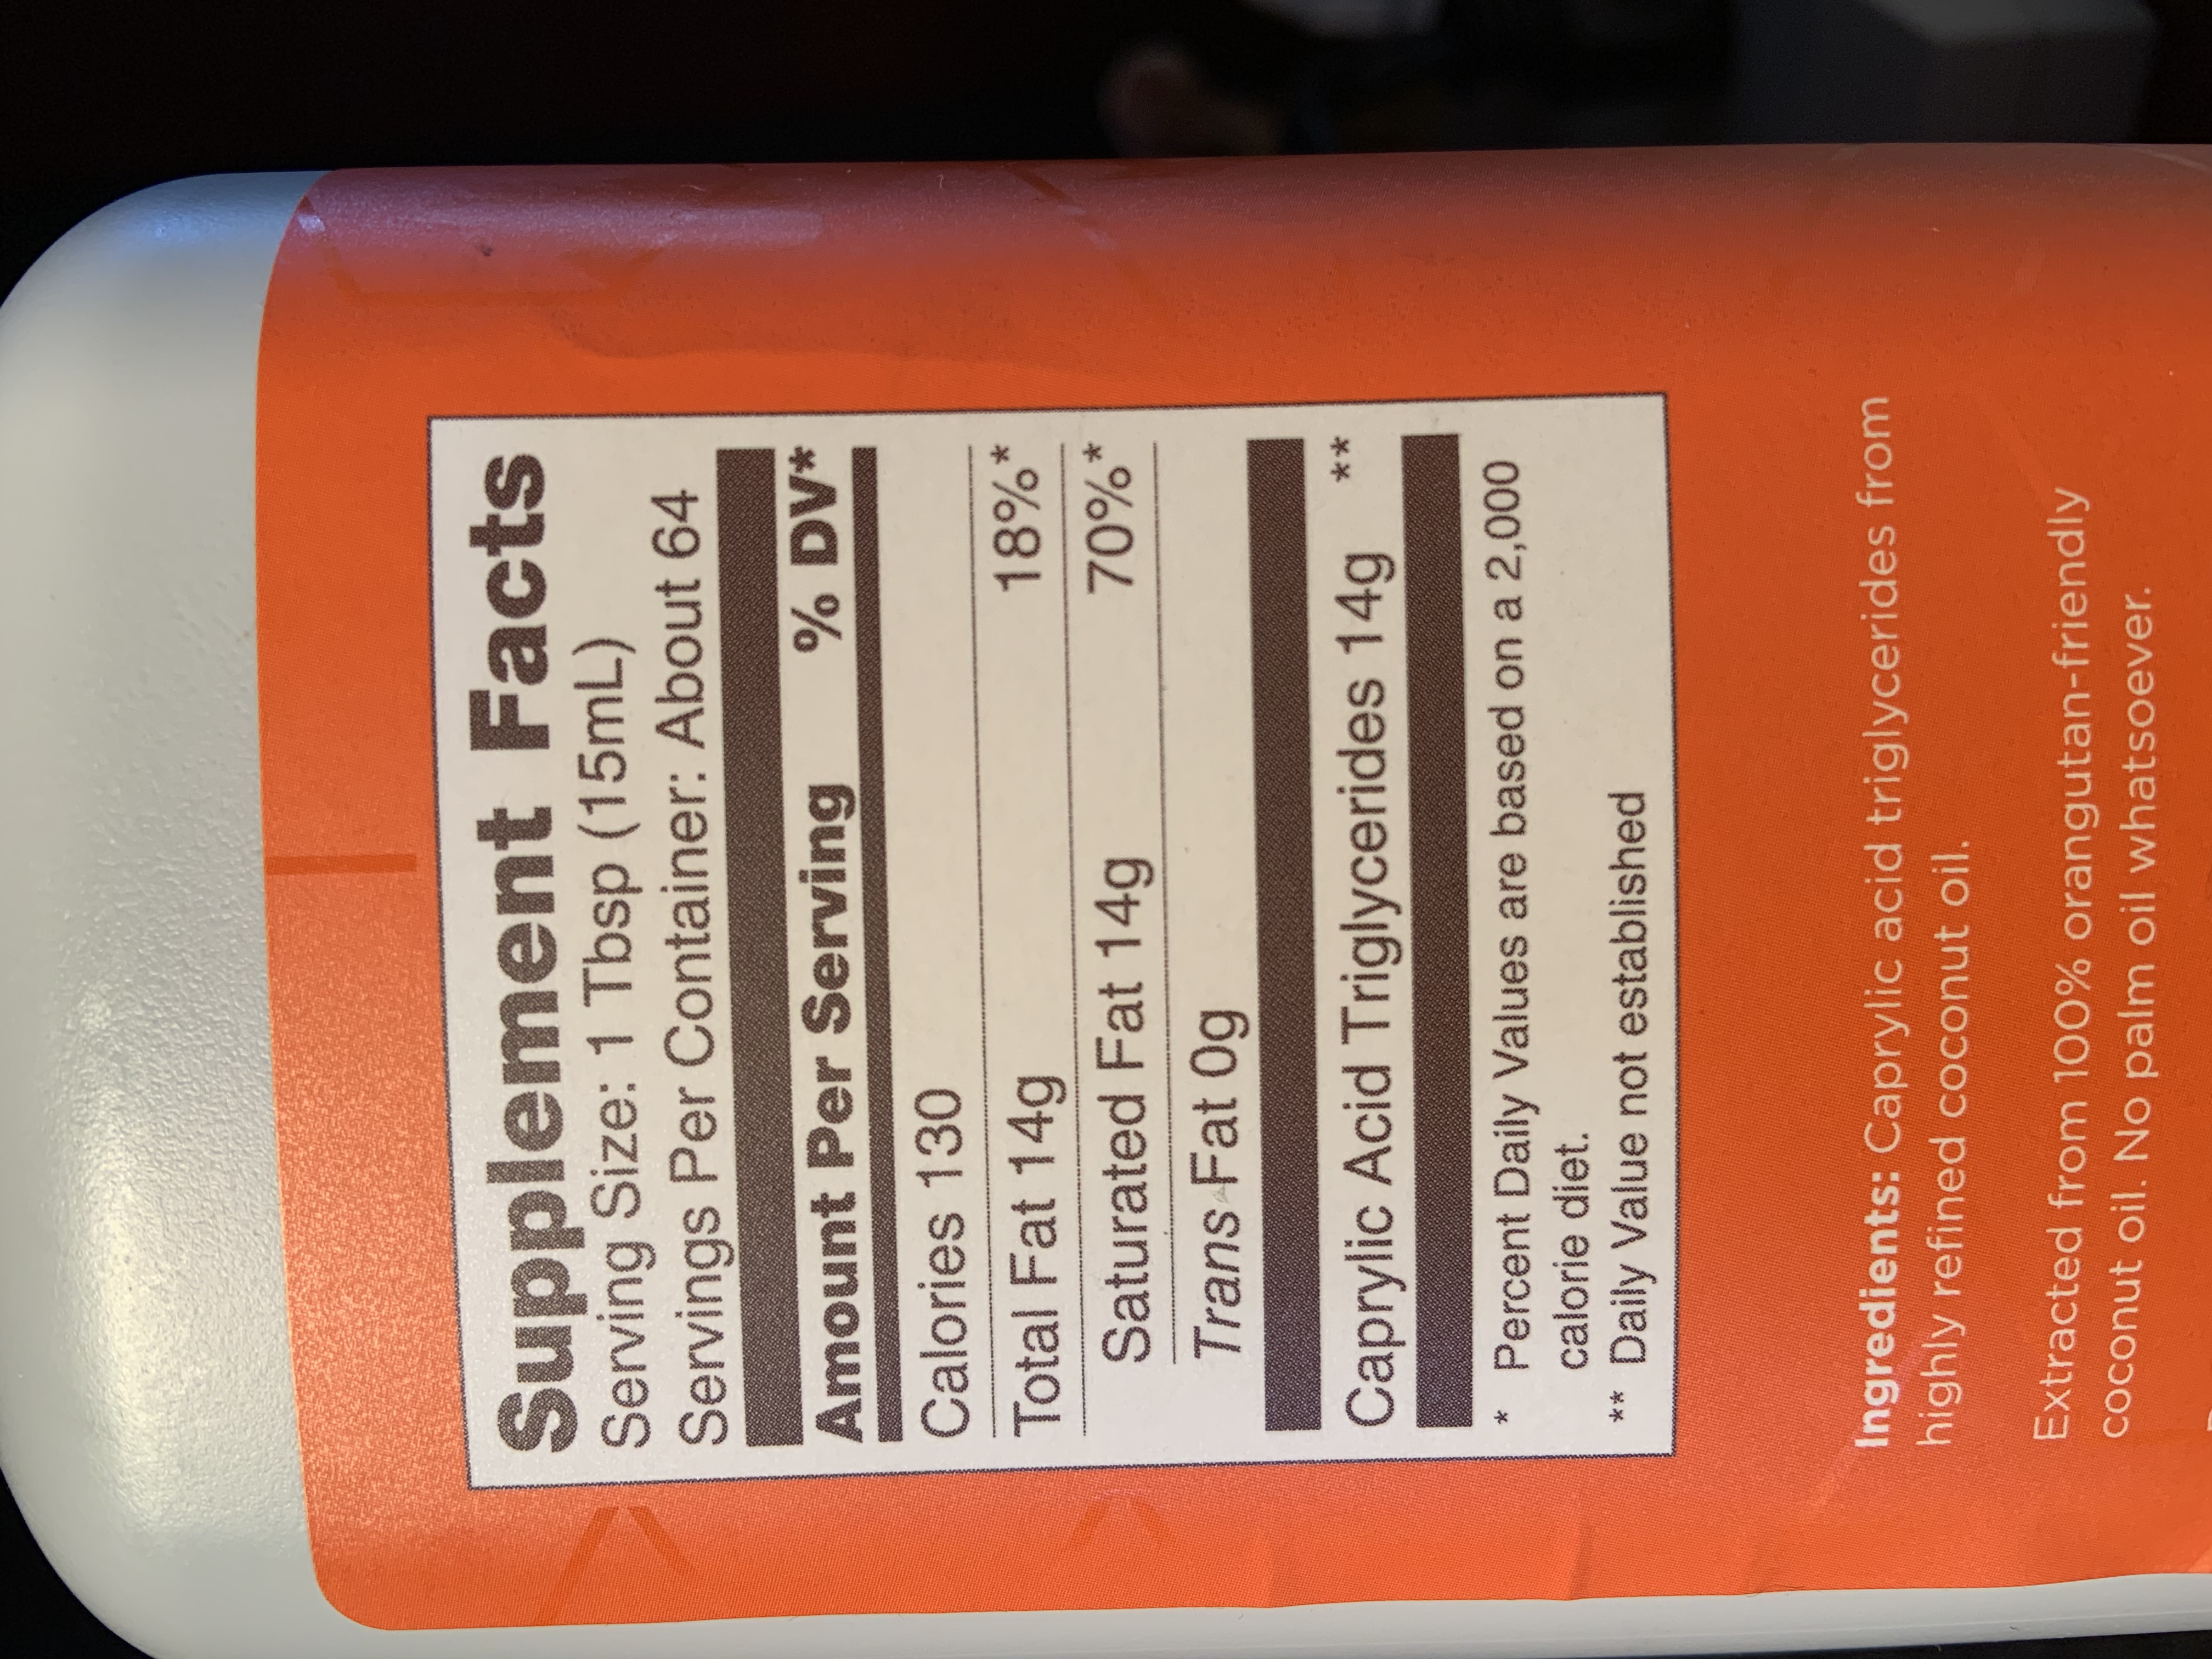 Supplement Facts
Serving Size: 1 Tbsp (15mL)
Servings Per Container: About 64
Amount Per Serving % DV*
Calories 130
Total Fat 14g 18%*
Saturated Fat 14g 70%*
Trans Fat 0g
Caprylic Acid Triglycerides 14g **
* Percent Daily Values are based on a 2,000
calorie diet.
** Daily Value not established
Ingredients: Caprylic acid triglycerides from
highly refined coconut oil.
Extracted from 100% orangutan-friendly
coconut oil. No palm oil whatsoever.